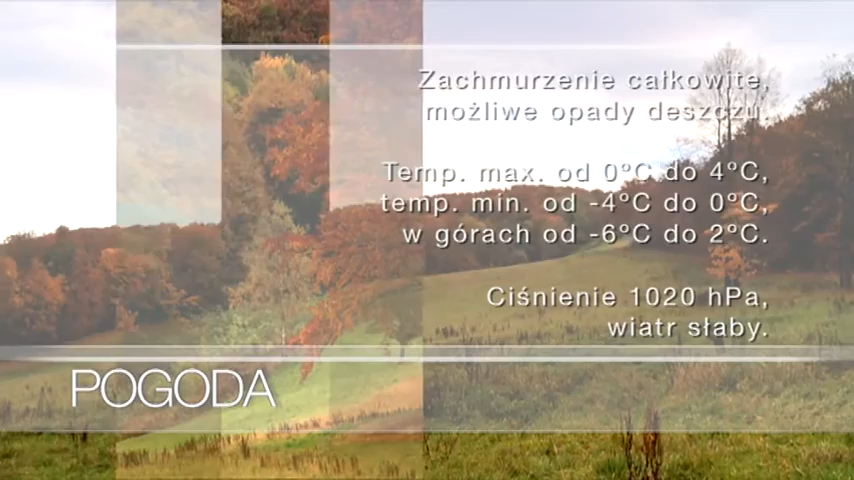 Zachmurzenie całkowite,
możliwe opady deszczu.
Temp. max. od 0°C do 4°C,
temp. min. od -4°C do 0°C,
w górach od -6°C do 2°C.
Ciśnienie 1020 hPa,
wiatr słaby.
POGODA